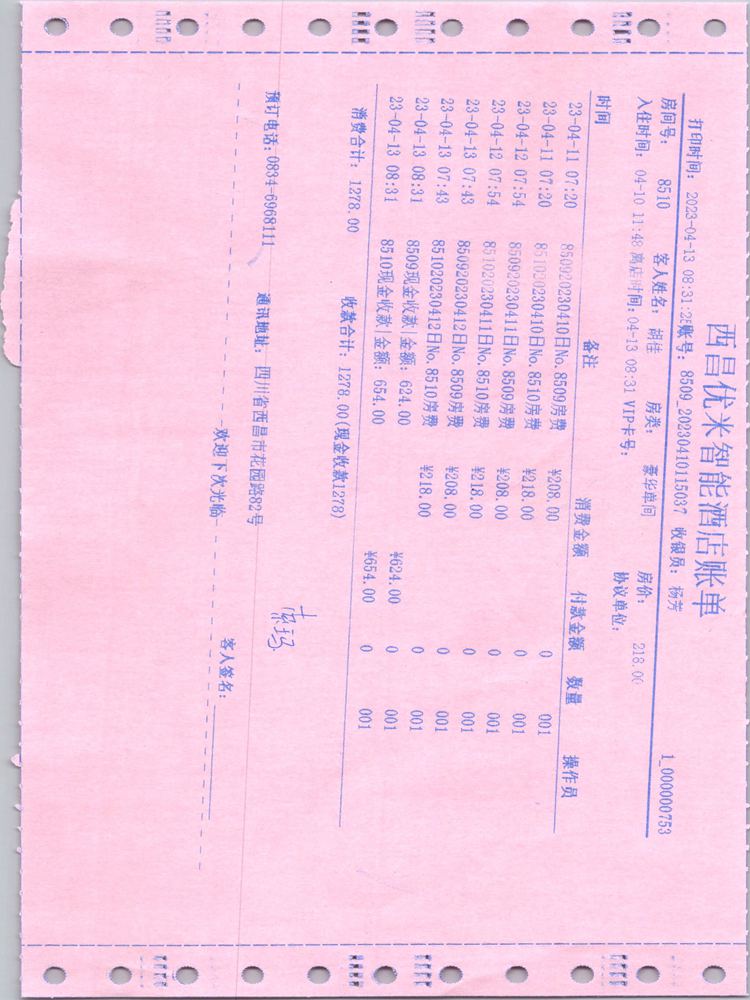 西昌优米智能酒店账单
打印时间: 2023-04-13 08:31:25账号: 8509_20230410115037 收银员: 杨芳 1_000000753
房间号: 8510 客人姓名: 胡佳 房类: 豪华单间 房价: 218.00
入住时间: 04-10 11:48 离店时间:04-13 08:31 VIP卡号: 协议单位:
时间 备注 消费金额 付款金额 数量 操作员
23-04-11 07:20 850920230410日No.8509房费 ¥208.00 0 001
23-04-11 07:20 851020230410日No.8510房费 ¥218.00 0 001
23-04-12 07:54 850920230411日No.8509房费 ¥208.00 0 001
23-04-12 07:54 851020230411日No.8510房费 ¥218.00 0 001
23-04-13 07:43 850920230412日No.8509房费 ¥208.00 0 001
23-04-13 07:43 851020230412日No.8510房费 ¥218.00 0 001
23-04-13 08:31 8509现金收款|金额: 624.00 ¥624.00 0 001
23-04-13 08:31 8510现金收款|金额: 654.00 ¥654.00 0 001
消费合计: 1278.00 收款合计: 1278.00(现金收款1278)
预订电话: 0834-6968111 通讯地址: 四川省西昌市花园路82号
客人签名:
欢迎下次光临